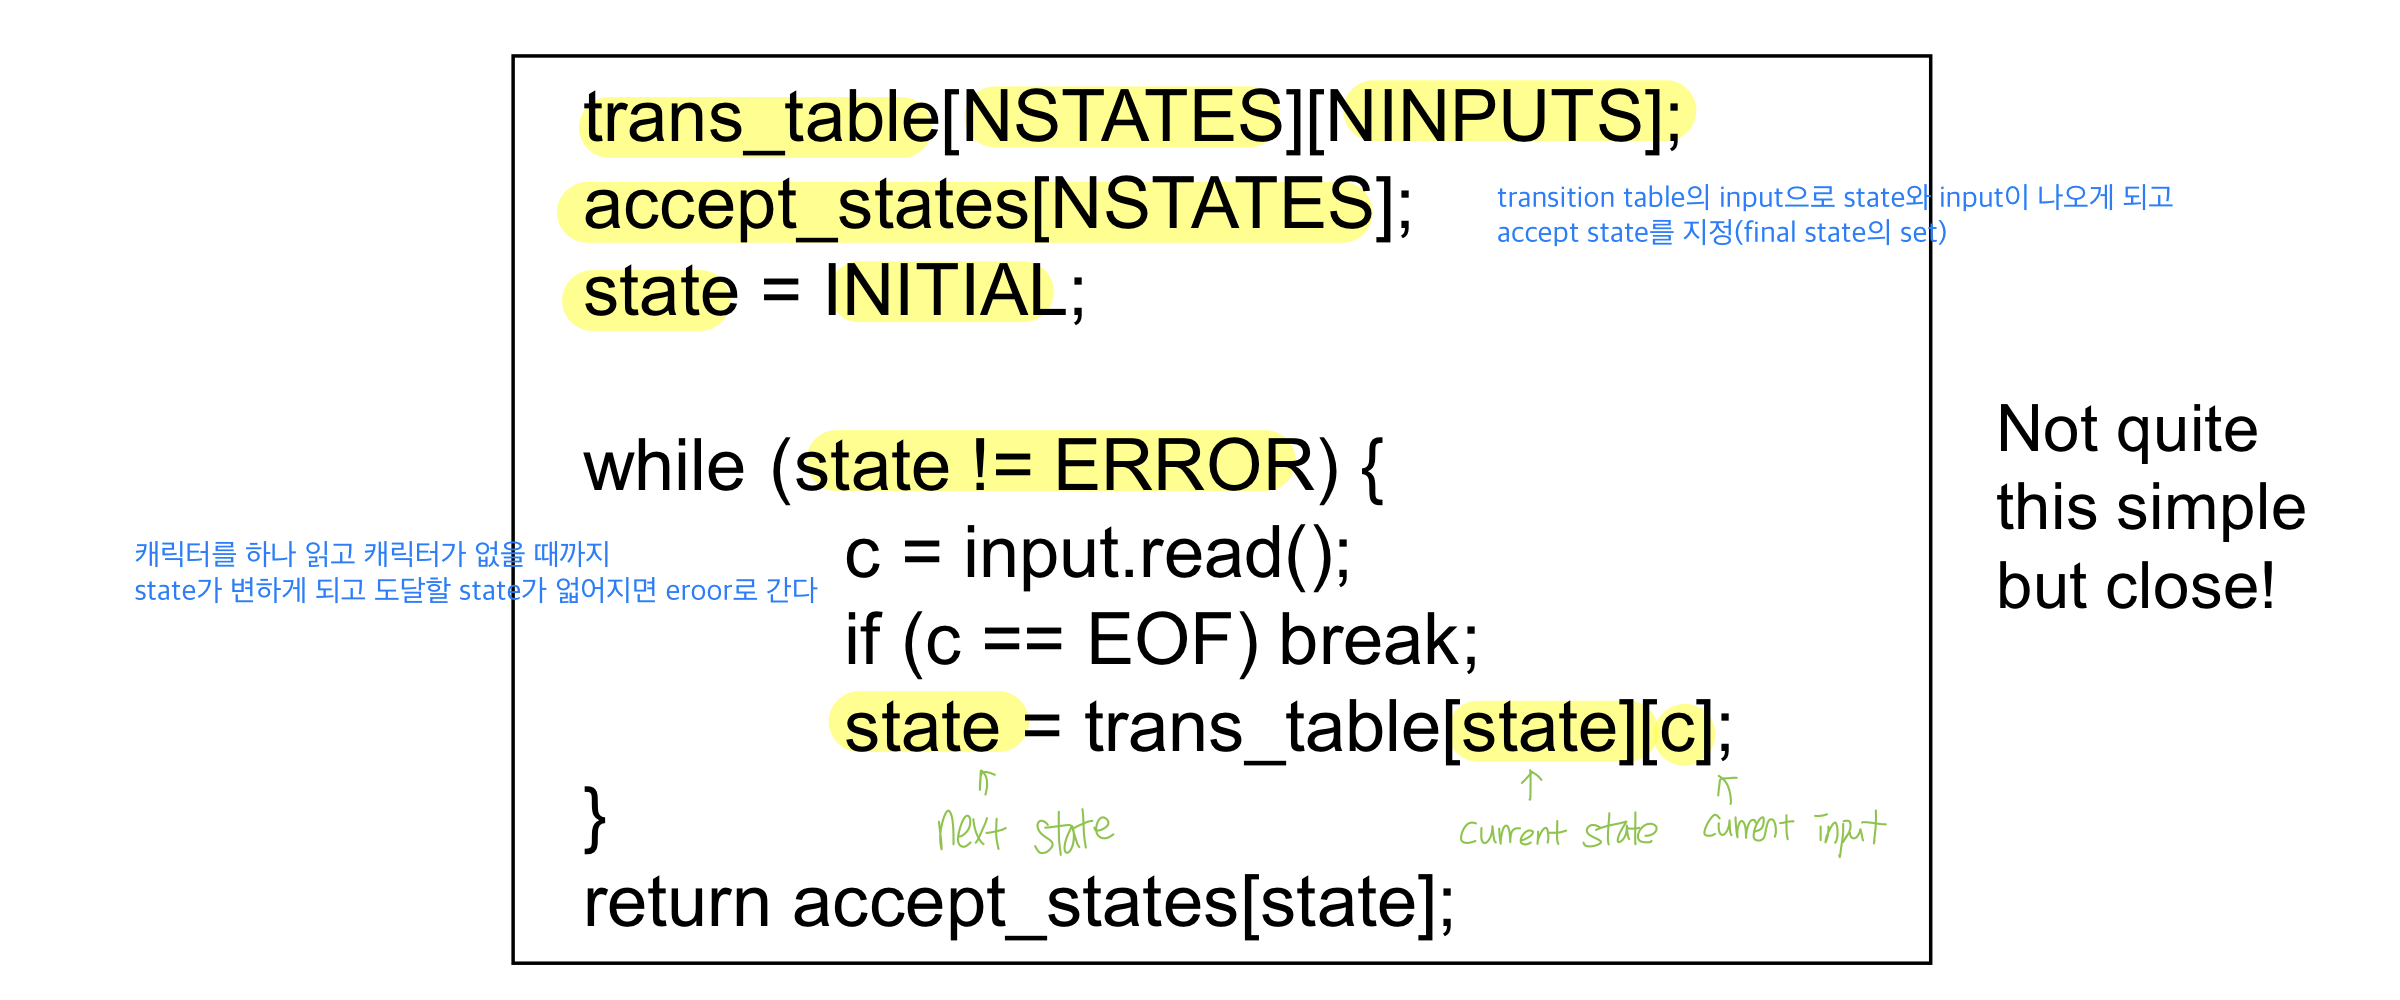 trans_table[NSTATES][NINPUTS];
accept_states[NSTATES];
transition table의 input으로 state와 input이 나오게 되고
accept state를 지정(final state의 set)
state = INITIAL;
while (state != ERROR) {
c = input.read();
캐릭터를 하나 읽고 캐릭터가 없을 때까지
state가 변하게 되고 도달할 state가 없어지면 eroor로 간다
if (c == EOF) break;
state = trans_table[state][c];
next state
current state
current input
}
return accept_states[state];
Not quite
this simple
but close!